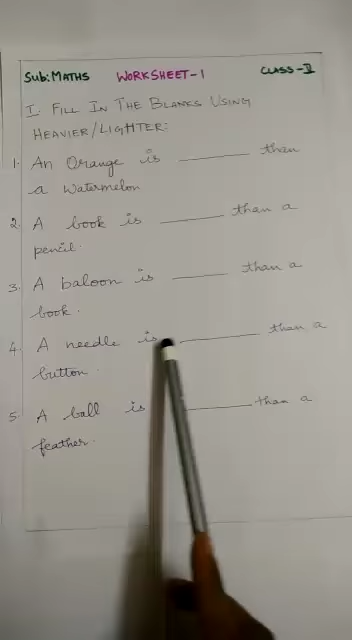 Sub: MATHS WORKSHEET-1 CLASS-II
I. FILL IN THE BLANKS USING
HEAVIER/LIGHTER:
1. An Orange is ________ than
a watermelon
2. A book is ________ than a
pencil.
3. A baloon is ________ than a
book.
4. A needle is ________ than a
button.
5. A ball is ________ than a
feather.